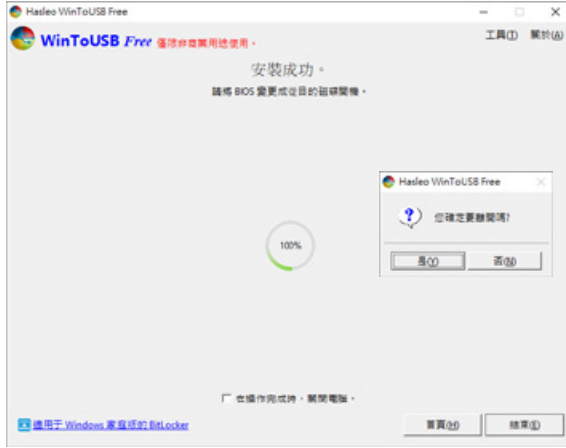 Hasleo WinToUSB Free
WinToUSB Free 僅限非商業用途使用。
工具(T) 關於(A)
安裝成功。
請將 BIOS 變更成從目的磁碟開機。
Hasleo WinToUSB Free
您確定要離開嗎?
是(Y) 否(N)
100%
在操作完成時，關閉電腦。
適用于 Windows 家庭版的 BitLocker
首頁(H) 結束(D)